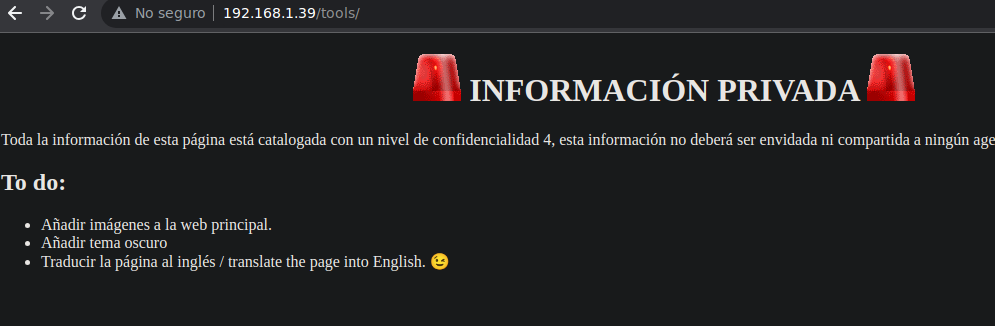 No seguro 192.168.1.39/tools/
🚨 INFORMACIÓN PRIVADA 🚨
Toda la información de esta página está catalogada con un nivel de confidencialidad 4, esta información no deberá ser envidada ni compartida a ningún
To do:
Añadir imágenes a la web principal.
Añadir tema oscuro
Traducir la página al inglés / translate the page into English. 😉